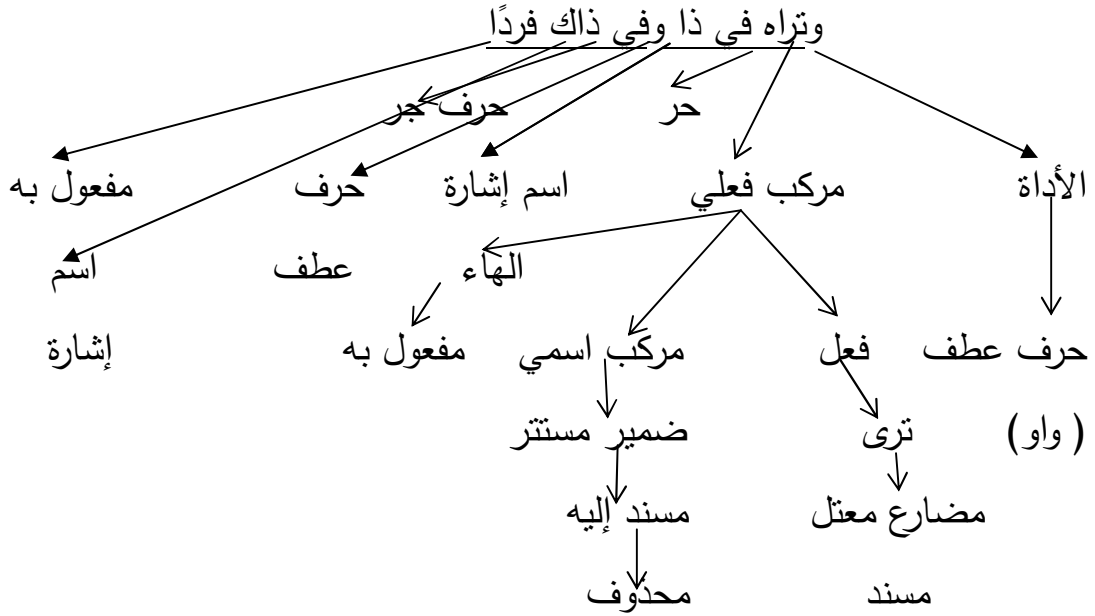 وتراه في ذا وفي ذاك فردًا
حر حرف جر
الأداة مركب فعلي اسم إشارة حرف مفعول به
الهاء عطف اسم
حرف عطف فعل مركب اسمي مفعول به إشارة
( واو) ترى ضمير مستتر
مضارع معتل مسند إليه
مسند محذوف